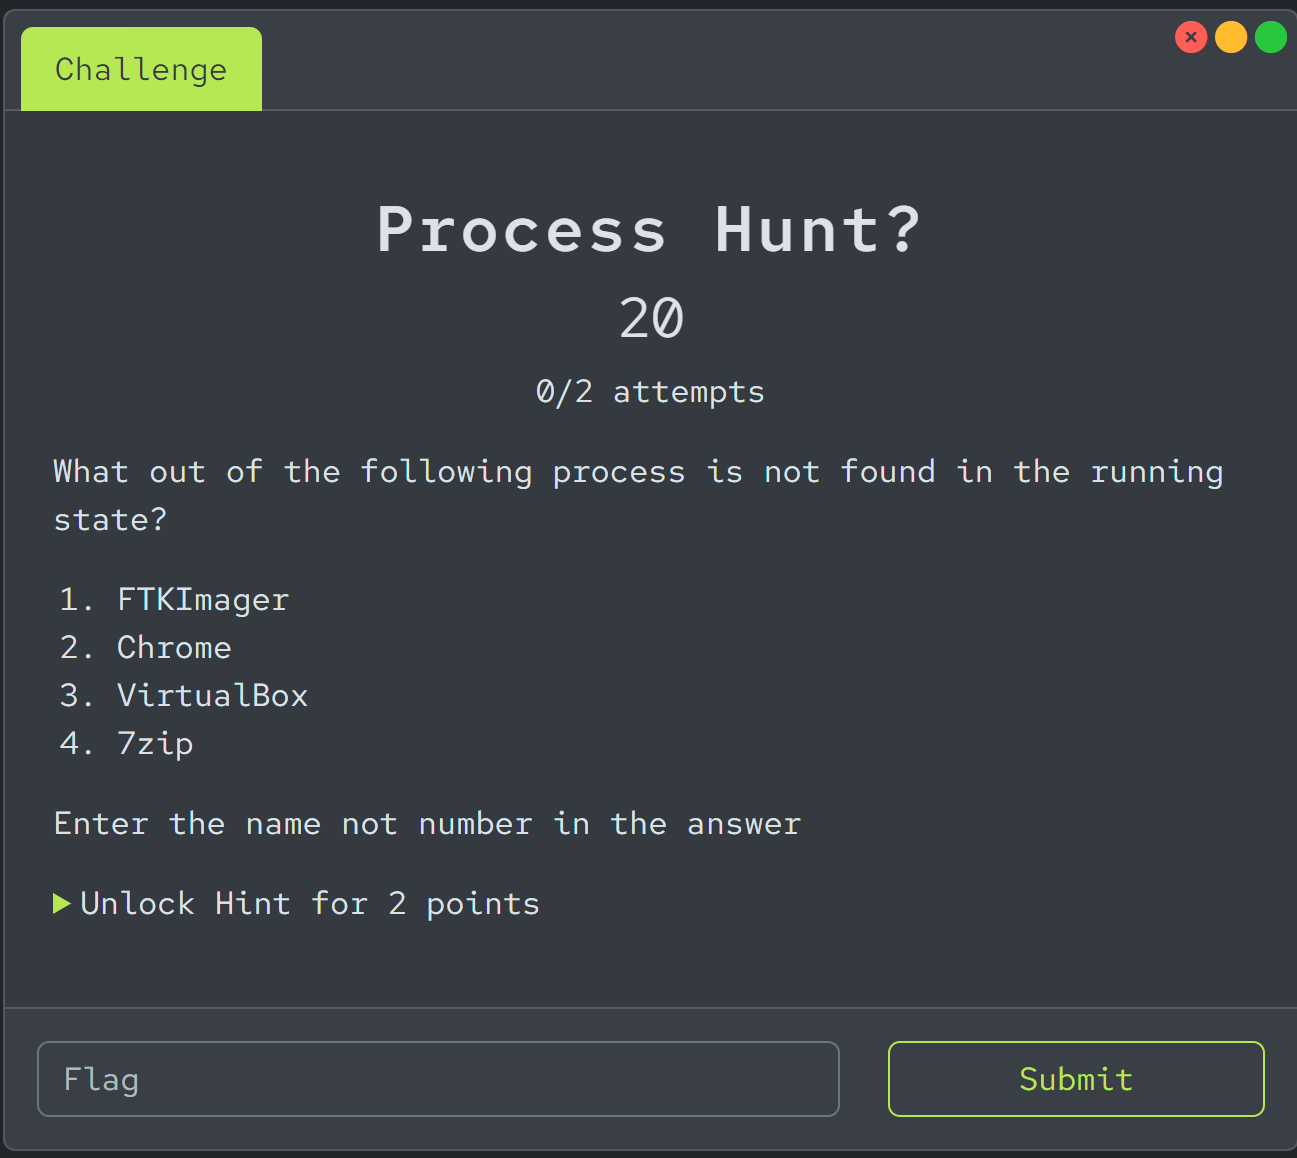 Challenge
Process Hunt?
20
0/2 attempts
What out of the following process is not found in the running
state?
1. FTKImager
2. Chrome
3. VirtualBox
4. 7zip
Enter the name not number in the answer
Unlock Hint for 2 points
Flag
Submit